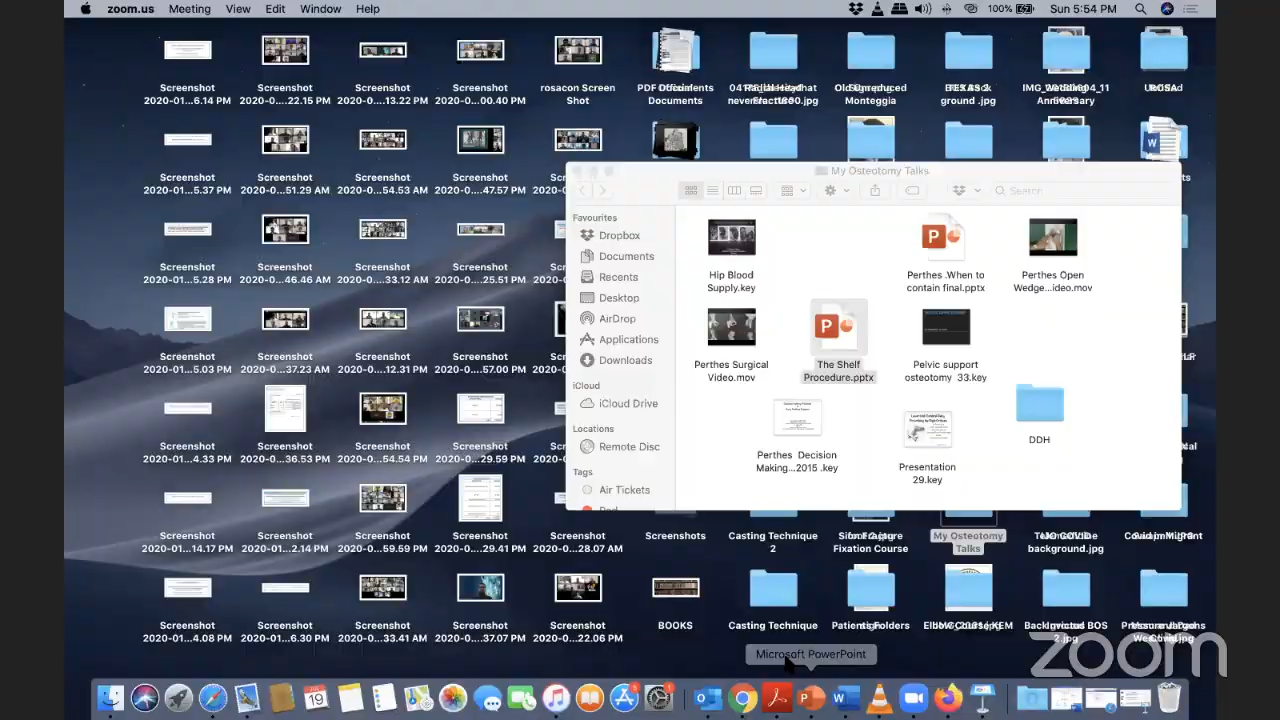 zoom.us Meeting View Edit Window Help 100% Sun 5:54 PM
Screenshot
2020-01...6.14 PM
Screenshot
2020-0....22.15 PM
Screenshot
2020-0....13.22 PM
Screenshot
2020-0....00.40 PM
rosacon Screen
Shot
Documents
Old
Monteggia
ground .jpg
Anniversary
Screenshot
2020-01...5.37 PM
Screenshot
2020-0....51.29 AM
Screenshot
2020-0....54.53 AM
Screenshot
2020-0....47.57 PM
Screenshot
2020-01...5.28 PM
Screenshot
2020-0....46.46 AM
Screenshot
2020-0....33.12 AM
Screenshot
2020-0....25.51 PM
Screenshot
2020-01...5.03 PM
Screenshot
2020-0....37.23 AM
Screenshot
2020-0....12.31 PM
Screenshot
2020-0....57.00 PM
Screenshot
2020-01...4.33 PM
Screenshot
2020-0....36.53 PM
Screenshot
2020-0....54.54 PM
Screenshot
2020-0....29.59 PM
Screenshot
2020-01...14.17 PM
Screenshot
2020-01...2.14 PM
Screenshot
2020-0....59.59 PM
Screenshot
2020-0....29.41 PM
Screenshot
2020-0....28.07 AM
Screenshots
Casting Technique
2
Fixation Course
My Osteotomy
Talks
background.jpg
Screenshot
2020-01...4.08 PM
Screenshot
2020-01...6.30 PM
Screenshot
2020-0....33.41 AM
Screenshot
2020-0....37.07 PM
Screenshot
2020-0....22.06 PM
BOOKS
Casting Technique
My Osteotomy Talks
Search
Favourites
Dropbox
Documents
Recents
Desktop
AirDrop
Applications
Downloads
iCloud
iCloud Drive
Locations
Remote Disc
Tags
Air Tickets
Hip Blood
Supply.key
Perthes .When to
contain final.pptx
Perthes Open
Wedge...ideo.mov
Perthes Surgical
Video.mov
The Shelf
Procedure.pptx
Pelvic support
osteotomy 33.key
Perthes Decision
Making...2015 .key
Presentation
29.key
DDH
Microsoft PowerPoint
zoom